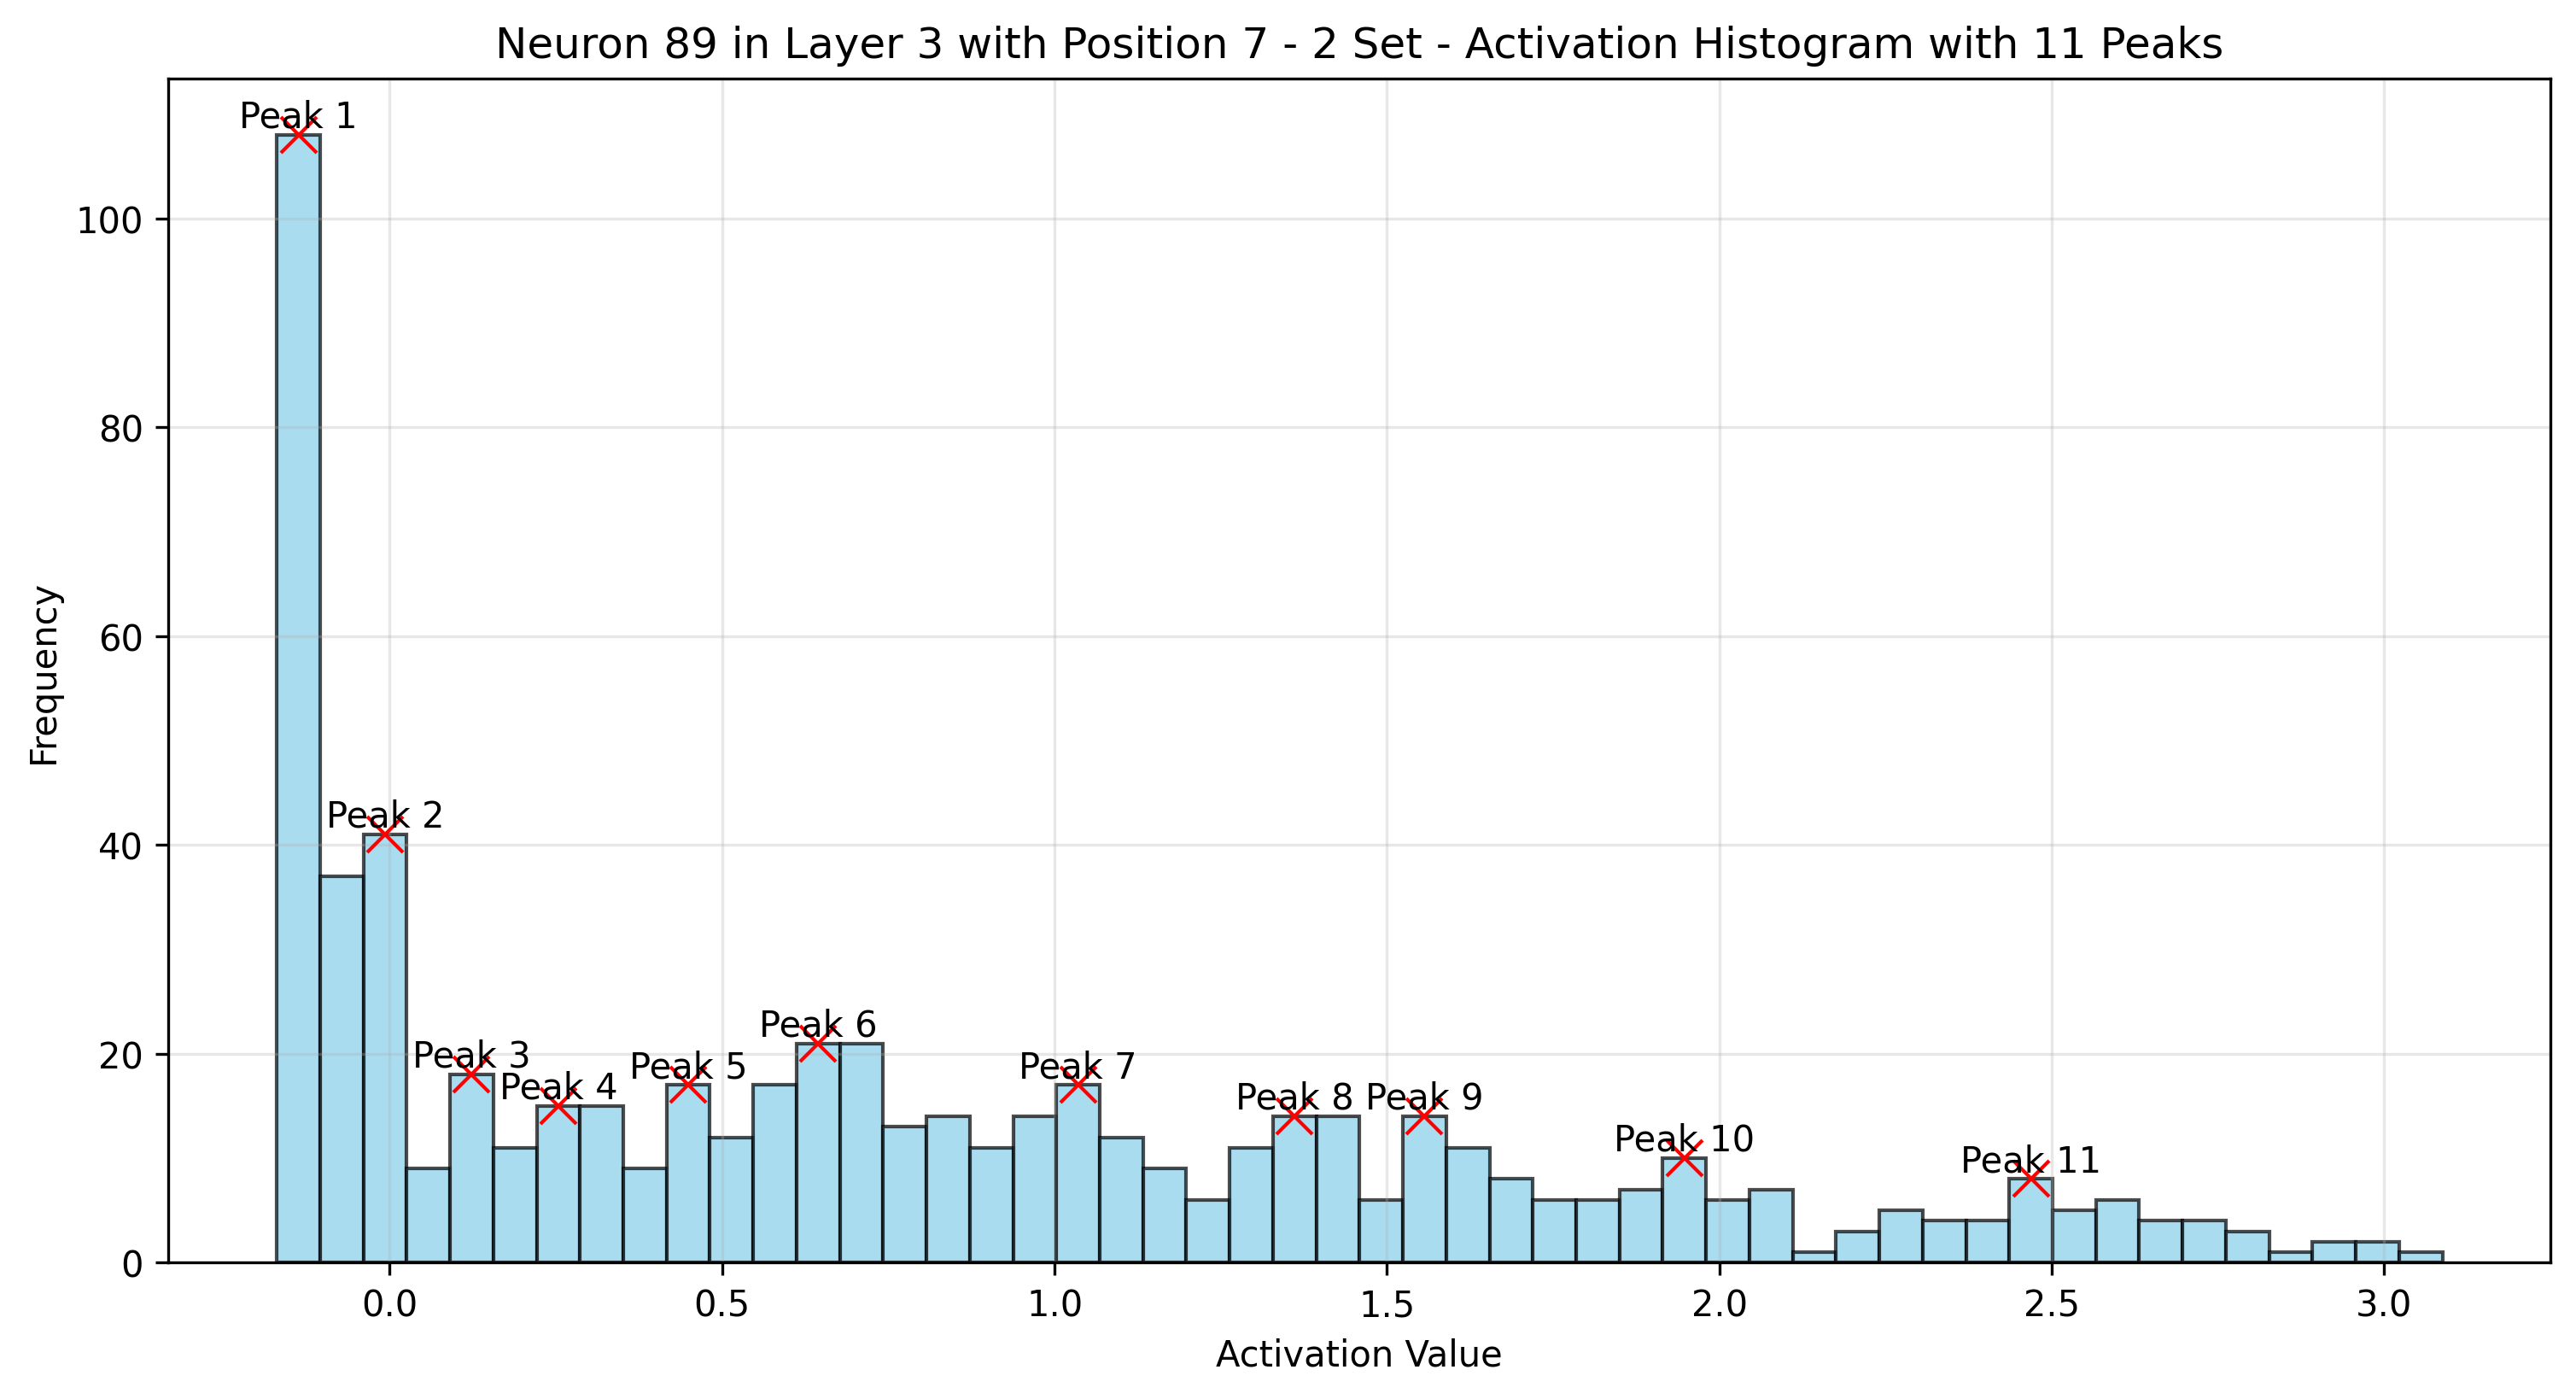 Neuron 89 in Layer 3 with Position 7 - 2 Set - Activation Histogram with 11 Peaks
Peak 1
100
80
60
Peak 2
40
Peak 6
20
Peak 3
Peak 4
Peak 5
Peak 7
Peak 8
Peak 9
Peak 10
Peak 11
0
0.0 0.5 1.0 1.5 2.0 2.5 3.0
Frequency
Activation Value